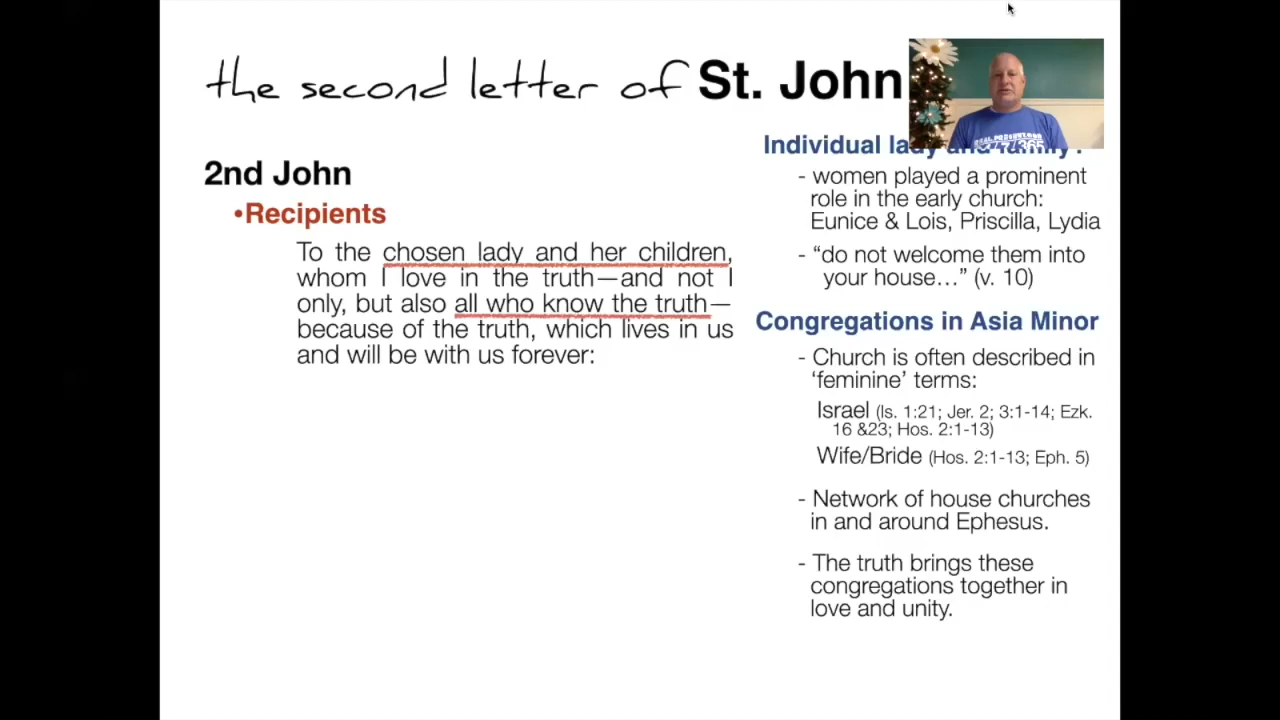 the second letter of St. John
2nd John
•Recipients
To the chosen lady and her children,
whom I love in the truth—and not I
only, but also all who know the truth—
because of the truth, which lives in us
and will be with us forever:
Individual lady and family?
- women played a prominent
role in the early church:
Eunice & Lois, Priscilla, Lydia
- “do not welcome them into
your house…” (v. 10)
Congregations in Asia Minor
- Church is often described in
‘feminine’ terms:
Israel (Is. 1:21; Jer. 2; 3:1-14; Ezk.
16 &23; Hos. 2:1-13)
Wife/Bride (Hos. 2:1-13; Eph. 5)
- Network of house churches
in and around Ephesus.
- The truth brings these
congregations together in
love and unity.